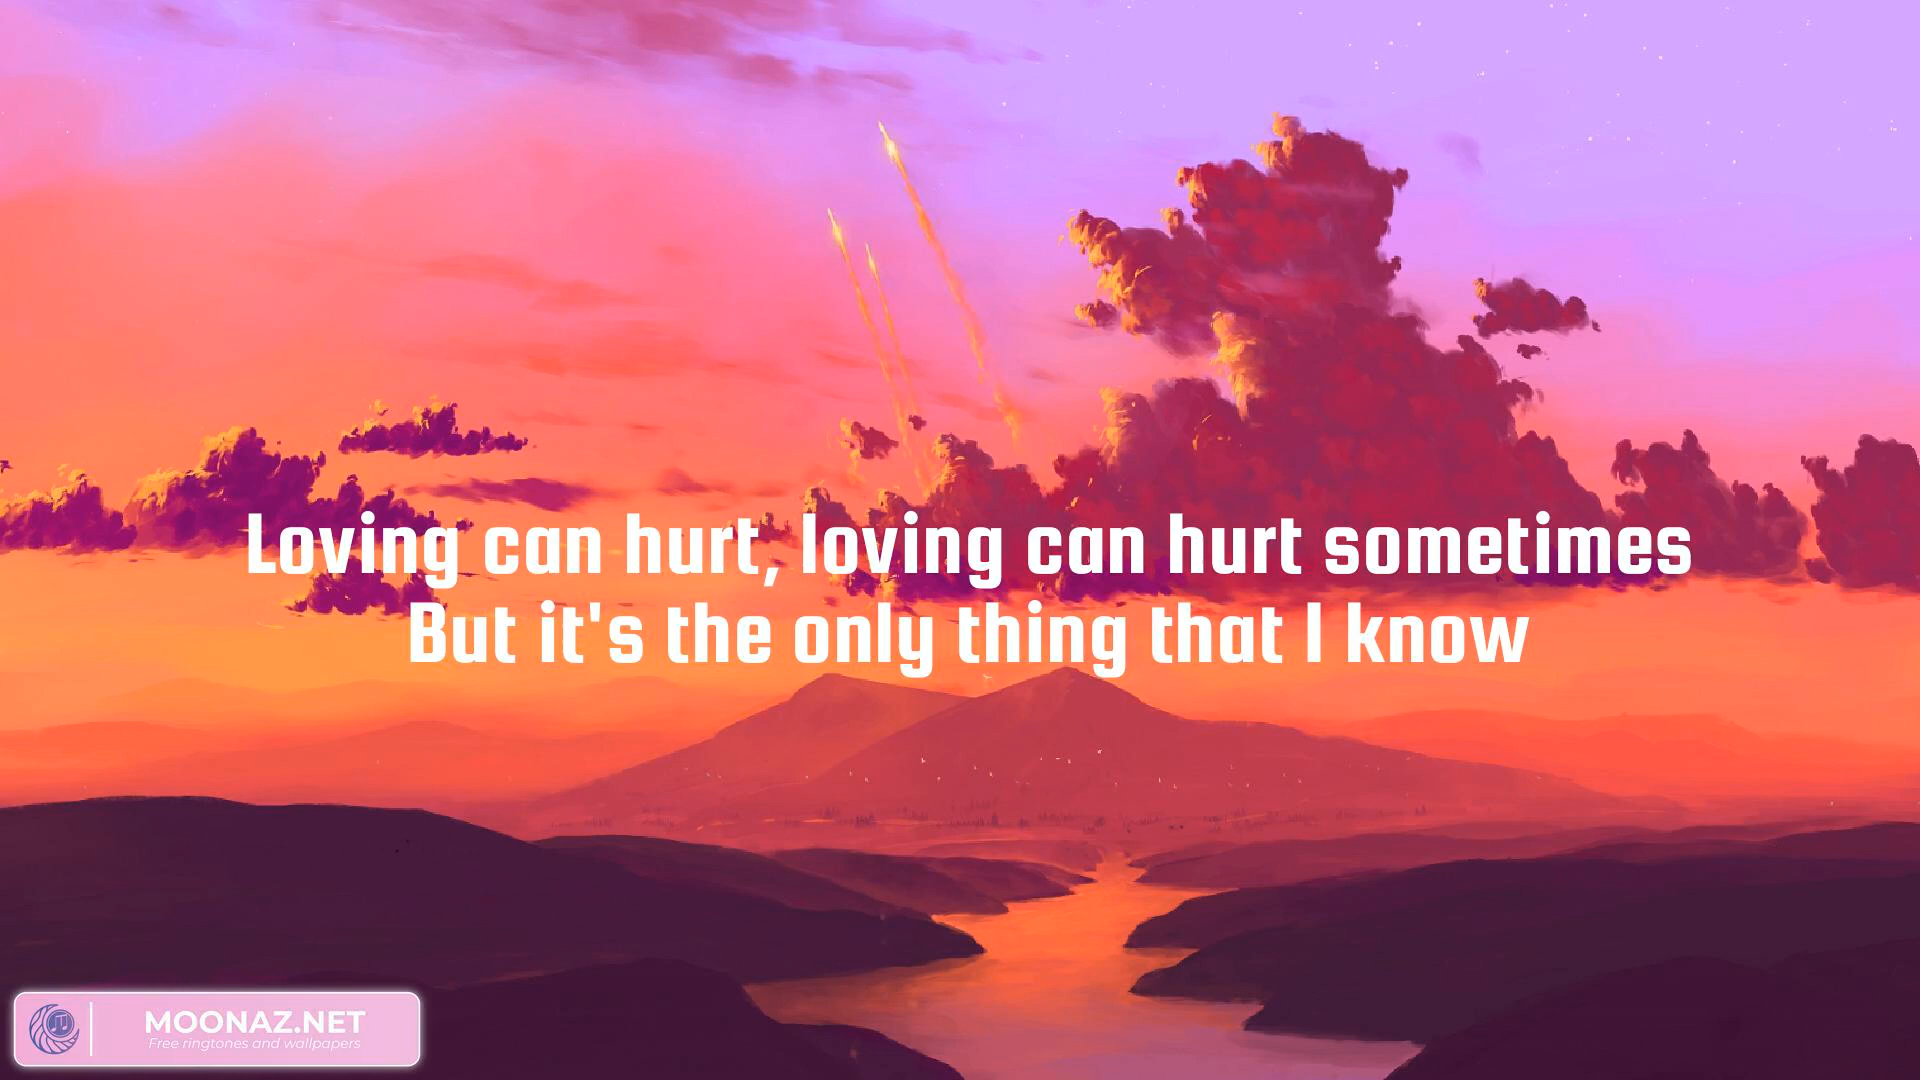 Loving can hurt, loving can hurt sometimes
But it's the only thing that I know
MOONAZ.NET
Free ringtones and wallpapers